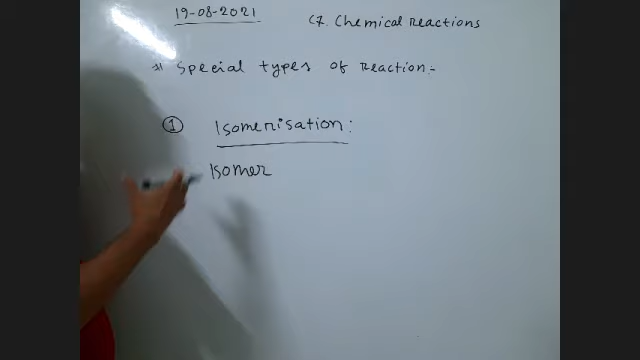 19-08-2021
C7. Chemical Reactions
* Special types of Reaction:-
① Isomerisation:
Isomer